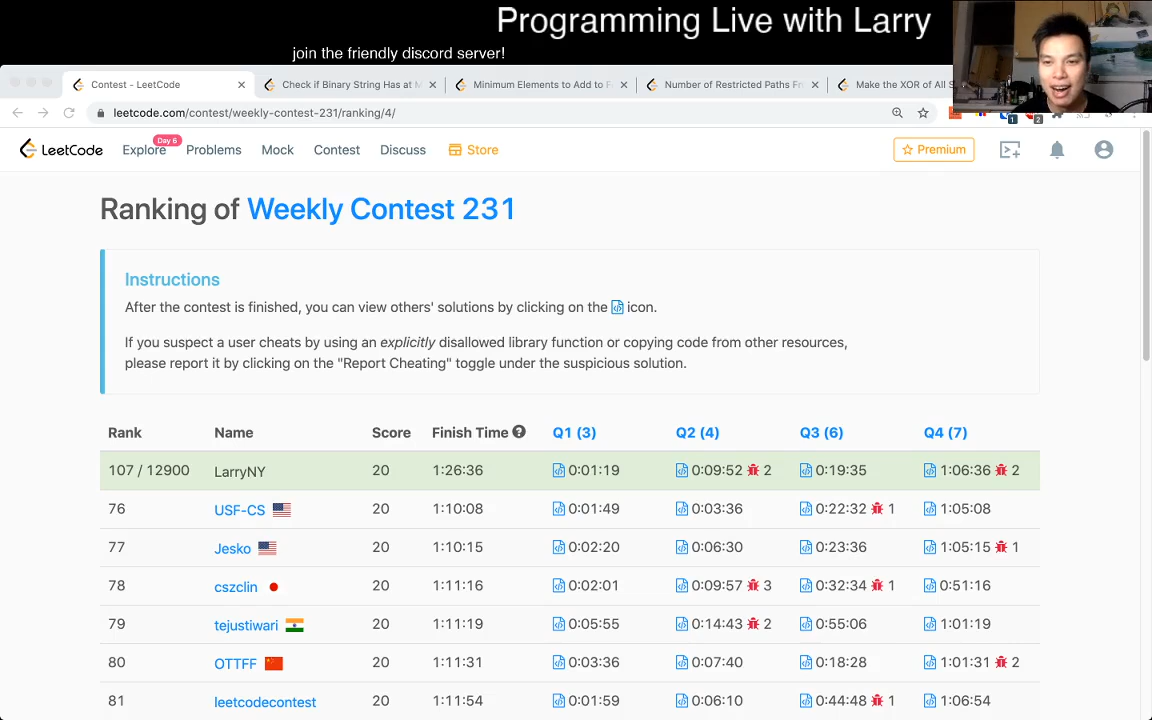 Programming Live with Larry
join the friendly discord server!
Contest - LeetCode
Check if Binary String Has at
Minimum Elements to Add to
Number of Restricted Paths
Make the XOR of All S
leetcode.com/contest/weekly-contest-231/ranking/4/
1 2
LeetCode Explore Day 6 Problems Mock Contest Discuss Store Premium
Ranking of Weekly Contest 231
Instructions
After the contest is finished, you can view others' solutions by clicking on the icon.
If you suspect a user cheats by using an explicitly disallowed library function or copying code from other resources,
please report it by clicking on the "Report Cheating" toggle under the suspicious solution.
Rank Name Score Finish Time ? Q1 (3) Q2 (4) Q3 (6) Q4 (7)
107 / 12900 LarryNY 20 1:26:36 0:01:19 0:09:52 2 0:19:35 1:06:36 2
76 USF-CS 20 1:10:08 0:01:49 0:03:36 0:22:32 1 1:05:08
77 Jesko 20 1:10:15 0:02:20 0:06:30 0:23:36 1:05:15 1
78 cszclin 20 1:11:16 0:02:01 0:09:57 3 0:32:34 1 0:51:16
79 tejustiwari 20 1:11:19 0:05:55 0:14:43 2 0:55:06 1:01:19
80 OTTFF 20 1:11:31 0:03:36 0:07:40 0:18:28 1:01:31 2
81 leetcodecontest 20 1:11:54 0:01:59 0:06:10 0:44:48 1 1:06:54